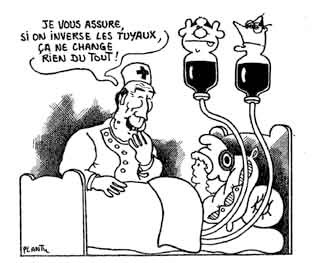 JE VOUS ASSURE,
SI ON INVERSE LES TUYAUX,
ÇA NE CHANGE
RIEN DU TOUT !
PLANTU